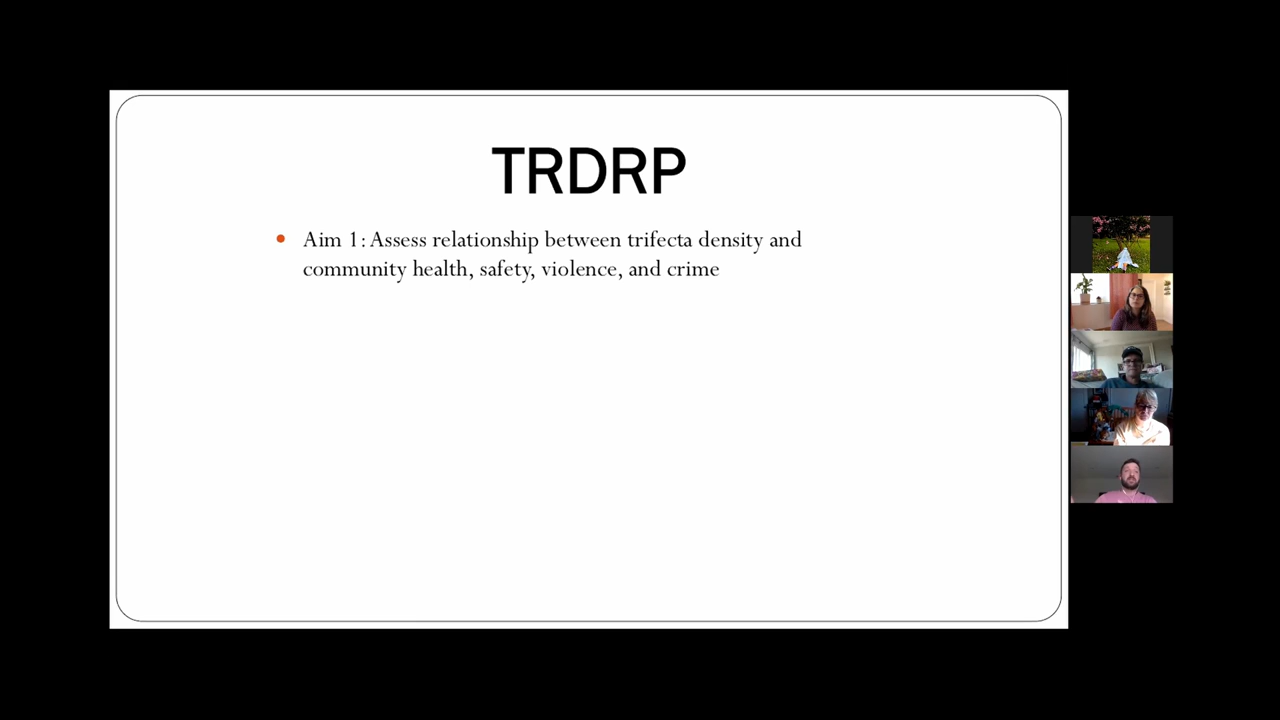 TRDRP
• Aim 1: Assess relationship between trifecta density and
community health, safety, violence, and crime